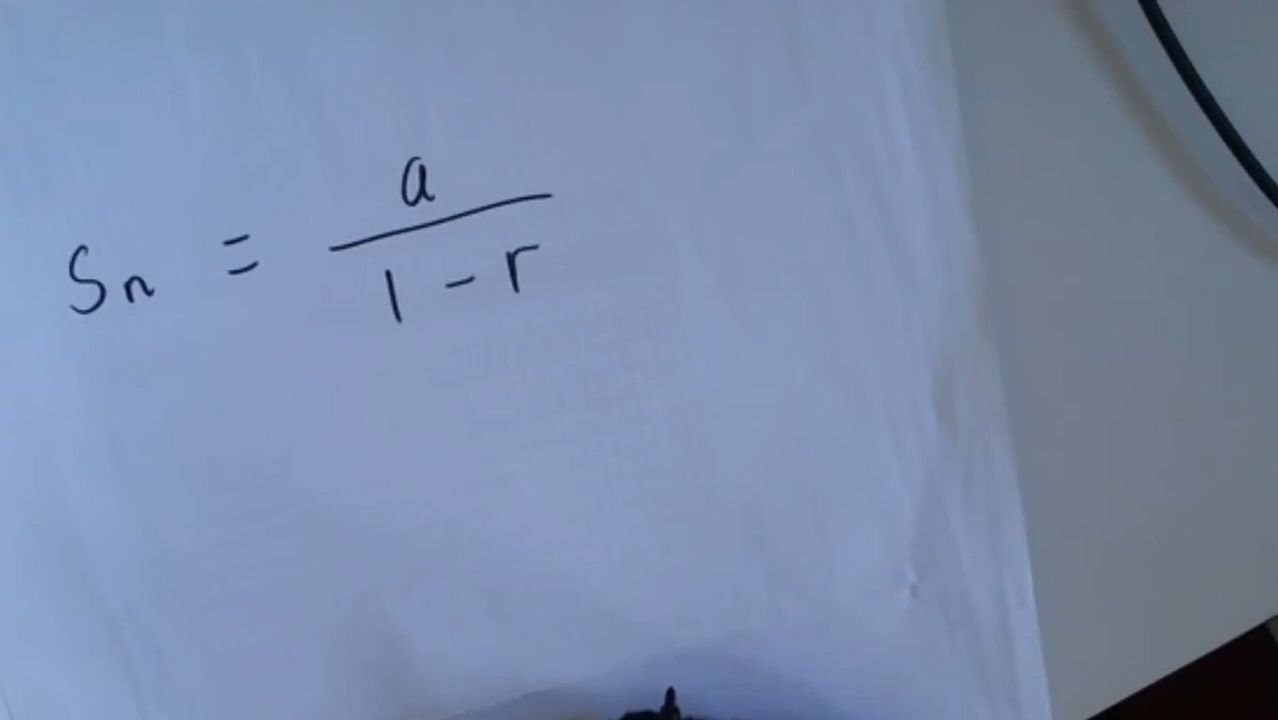 Sn = a / 1 - r